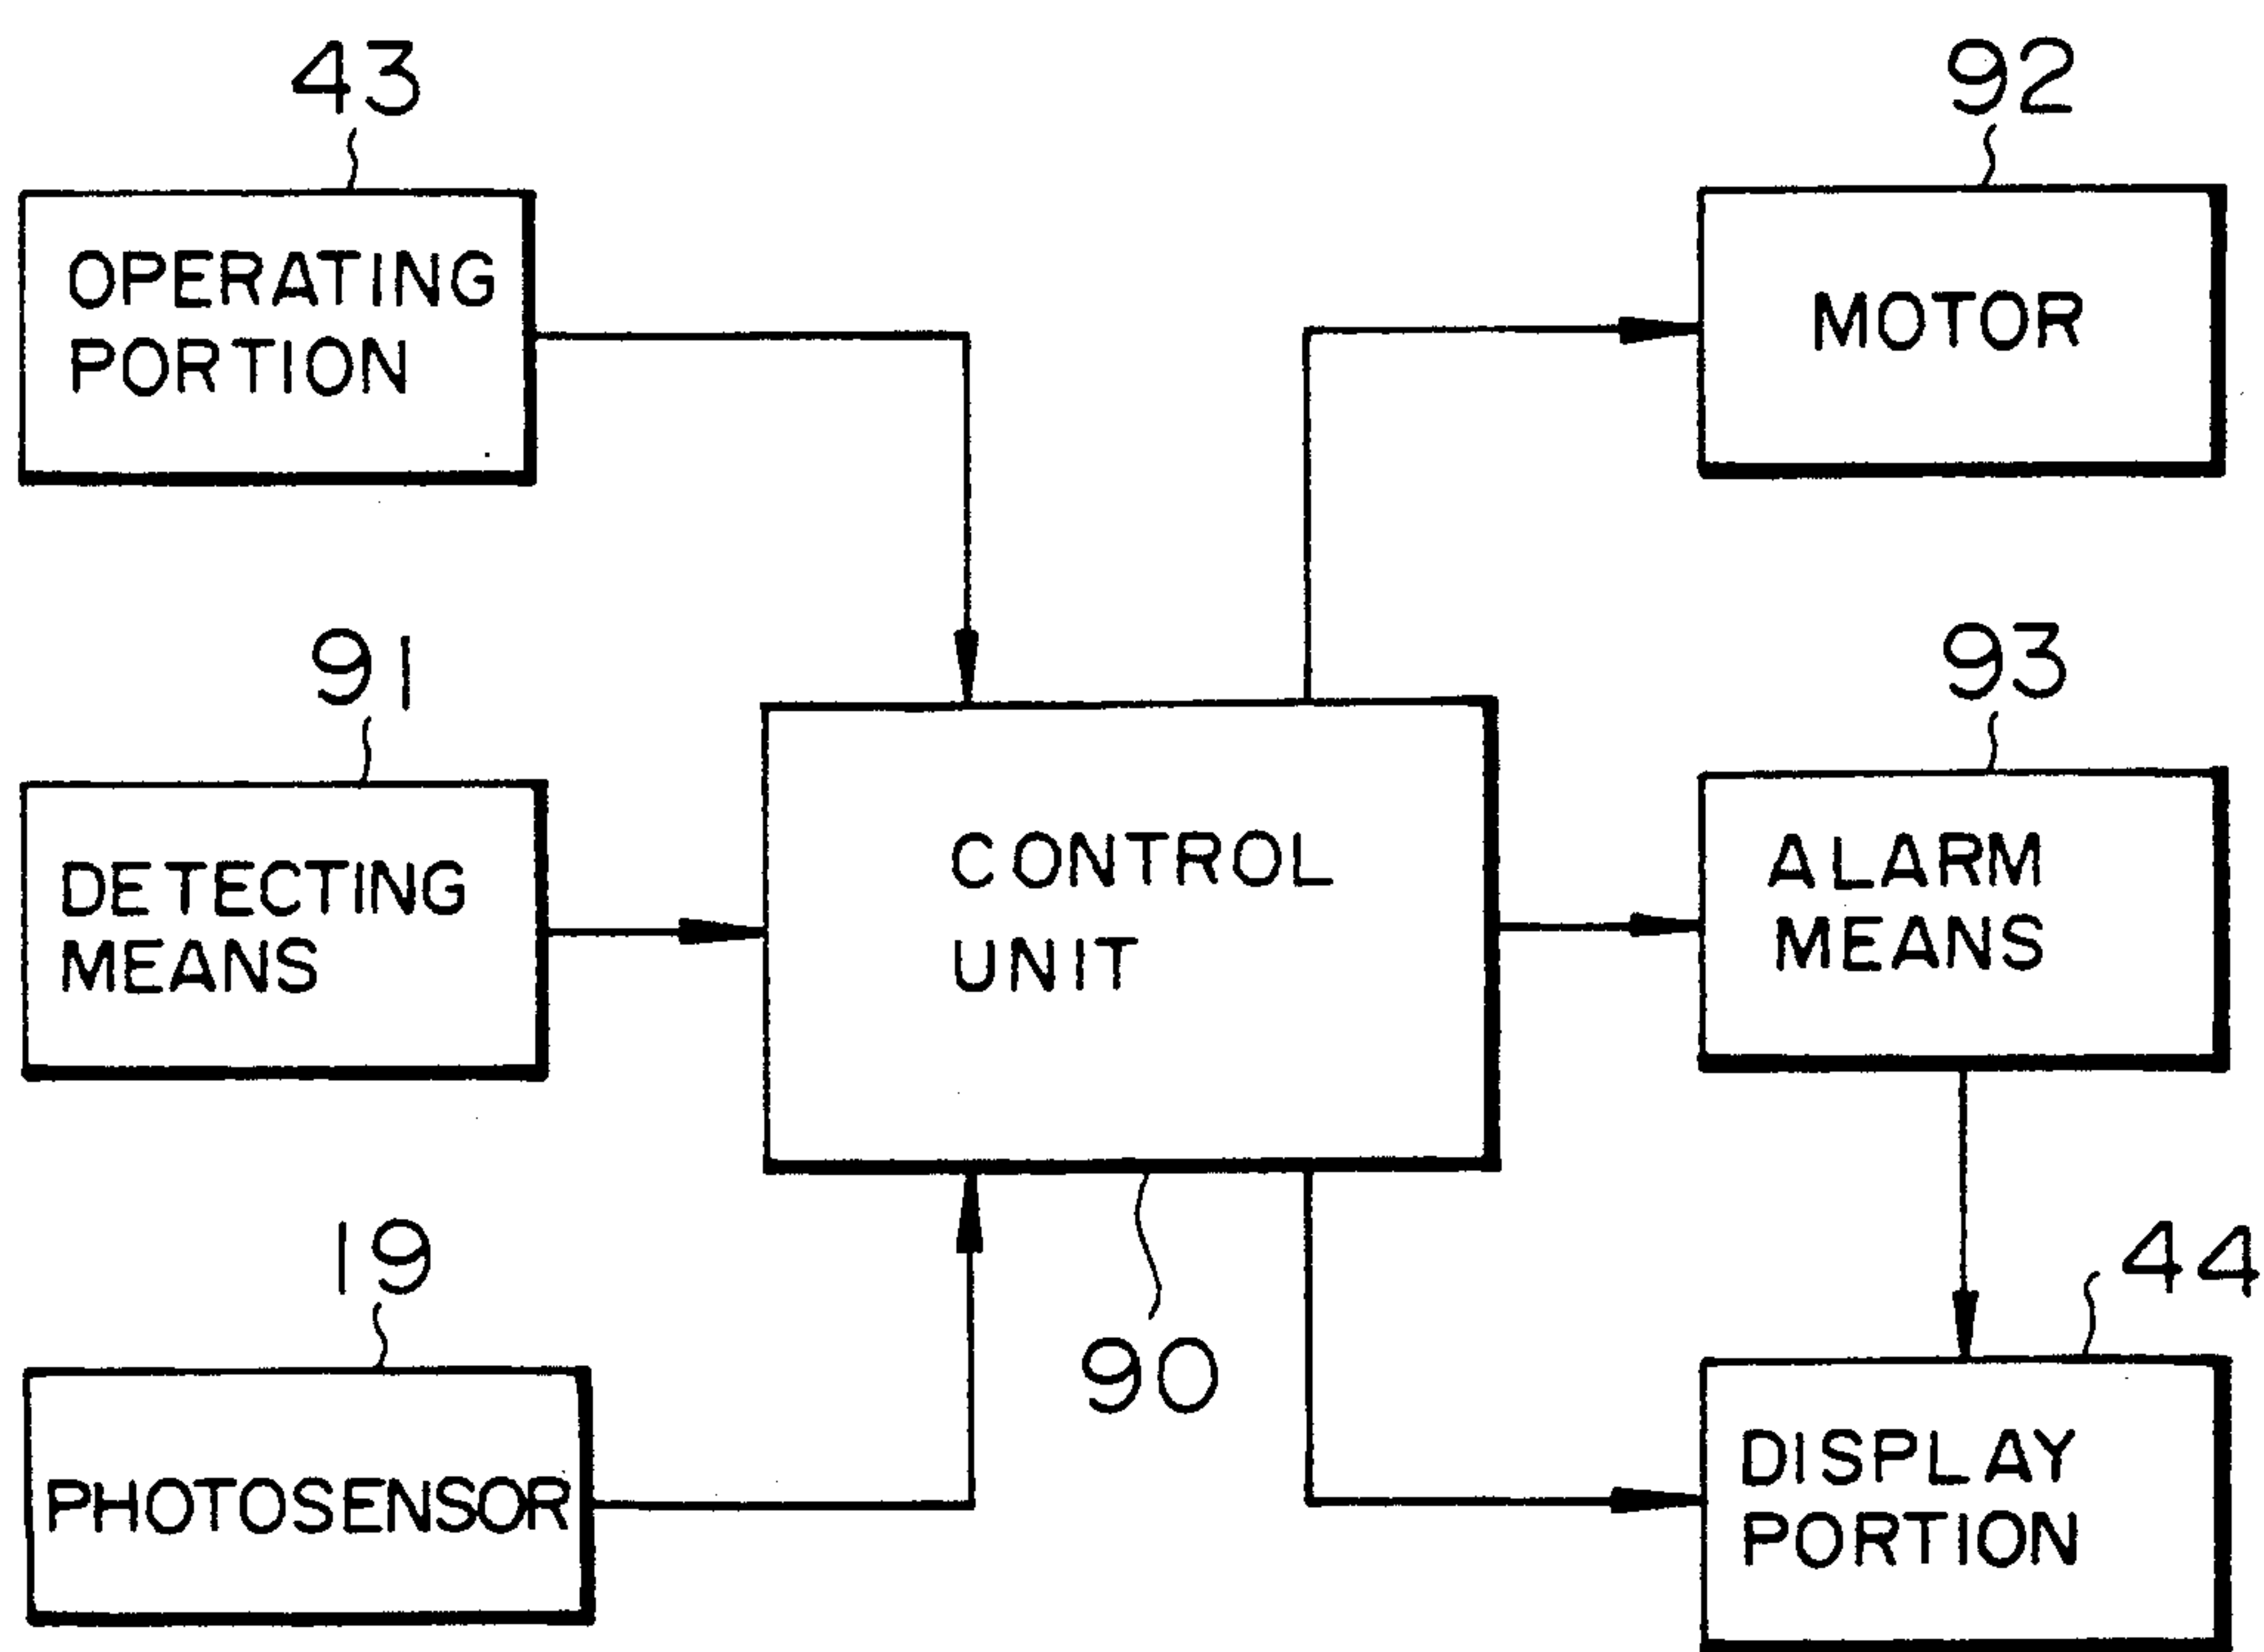 43
OPERATING
PORTION
92
MOTOR
91
DETECTING
MEANS
CONTROL
UNIT
90
93
ALARM
MEANS
19
PHOTOSENSOR
44
DISPLAY
PORTION